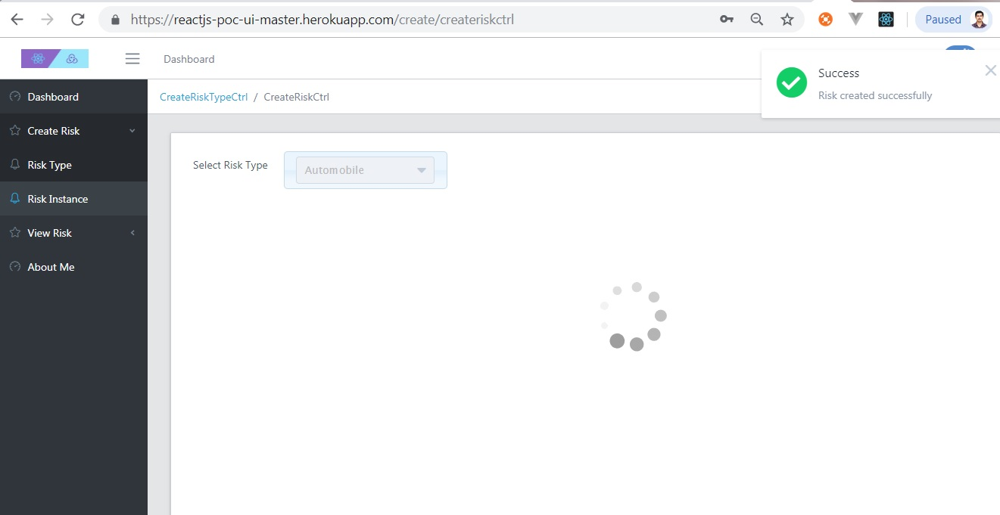 https://reactjs-poc-ui-master.herokuapp.com/create/createriskctrl
Paused
Dashboard
Success
Risk created successfully
Dashboard
Create Risk
Risk Type
Risk Instance
View Risk
About Me
CreateRiskTypeCtrl / CreateRiskCtrl
Select Risk Type
Automobile